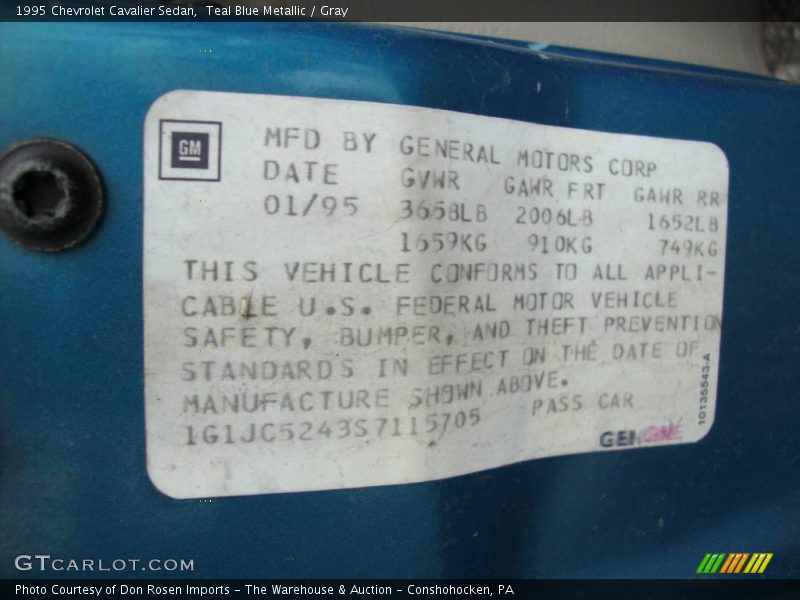 1995 Chevrolet Cavalier Sedan,  Teal Blue Metallic / Gray
GM
MFD BY GENERAL MOTORS CORP
DATE GVWR GAWR FRT GAWR RR
01/95 3658LB 2006LB 1652LB
1659KG 910KG 749KG
THIS VEHICLE CONFORMS TO ALL APPLI-
CABLE U.S. FEDERAL MOTOR VEHICLE
SAFETY, BUMPER, AND THEFT PREVENTION
STANDARDS IN EFFECT ON THE DATE OF
MANUFACTURE SHOWN ABOVE.
1G1JC5243S7115705 PASS CAR
10135543-A
GTCARLOT.COM
Photo Courtesy of Don Rosen Imports – The Warehouse & Auction – Conshohocken, PA